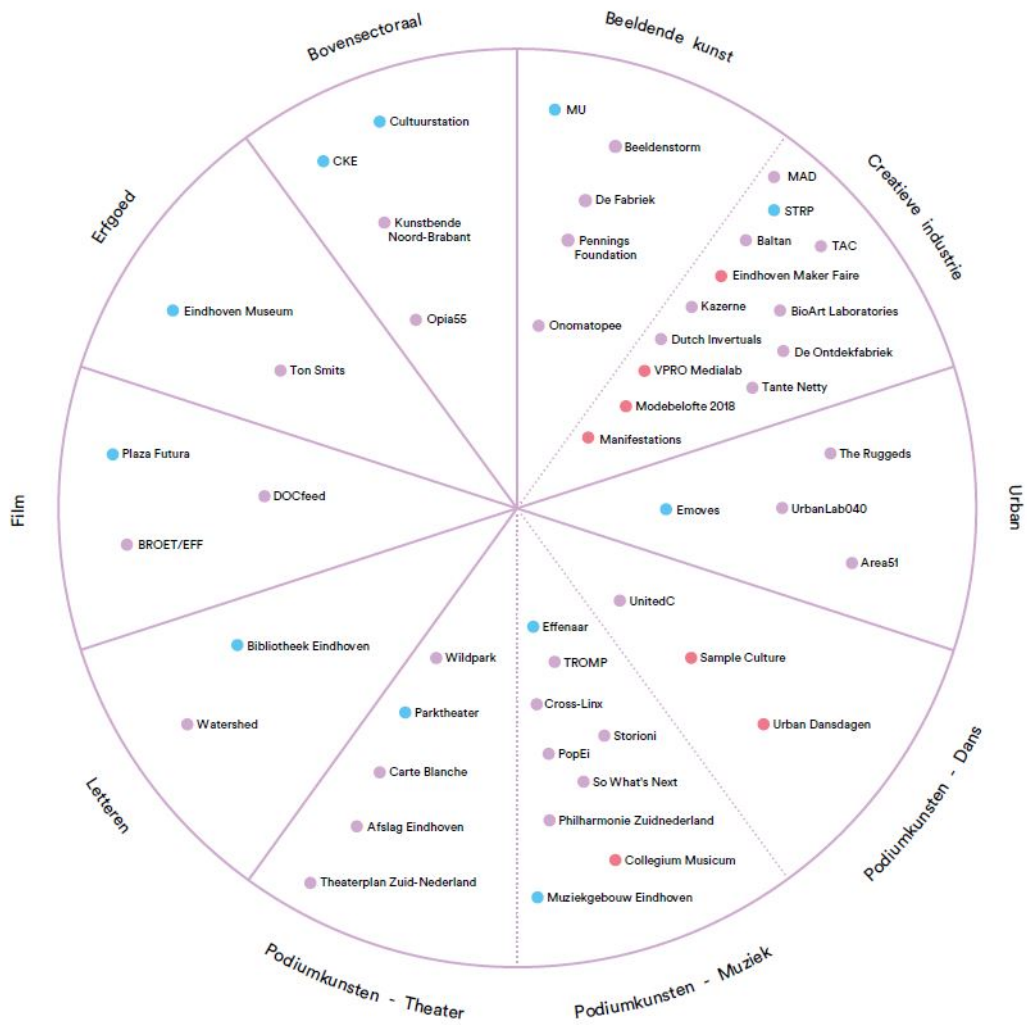 Bovensectoraal
Cultuurstation
CKE
Kunstbende
Noord-Brabant
Opia55
Beeldende kunst
MU
Beeldenstorm
De Fabriek
Pennings
Foundation
Onomatopee
Creatieve industrie
MAD
STRP
Baltan
TAC
Eindhoven Maker Faire
Kazerne
BioArt Laboratories
Dutch Invertuals
De Ontdekfabriek
VPRO Medialab
Tante Netty
Modebelofte 2018
Manifestations
Urban
The Ruggeds
Emoves
UrbanLab040
Area51
Podiumkunsten - Dans
UnitedC
Sample Culture
Urban Dansdagen
Podiumkunsten - Muziek
Effenaar
TROMP
Cross-Linx
Storioni
PopEi
So What's Next
Philharmonie Zuidnederland
Collegium Musicum
Muziekgebouw Eindhoven
Podiumkunsten - Theater
Wildpark
Parktheater
Carte Blanche
Afslag Eindhoven
Theaterplan Zuid-Nederland
Letteren
Bibliotheek Eindhoven
Watershed
Film
Plaza Futura
DOCfeed
BROET/EFF
Erfgoed
Eindhoven Museum
Ton Smits